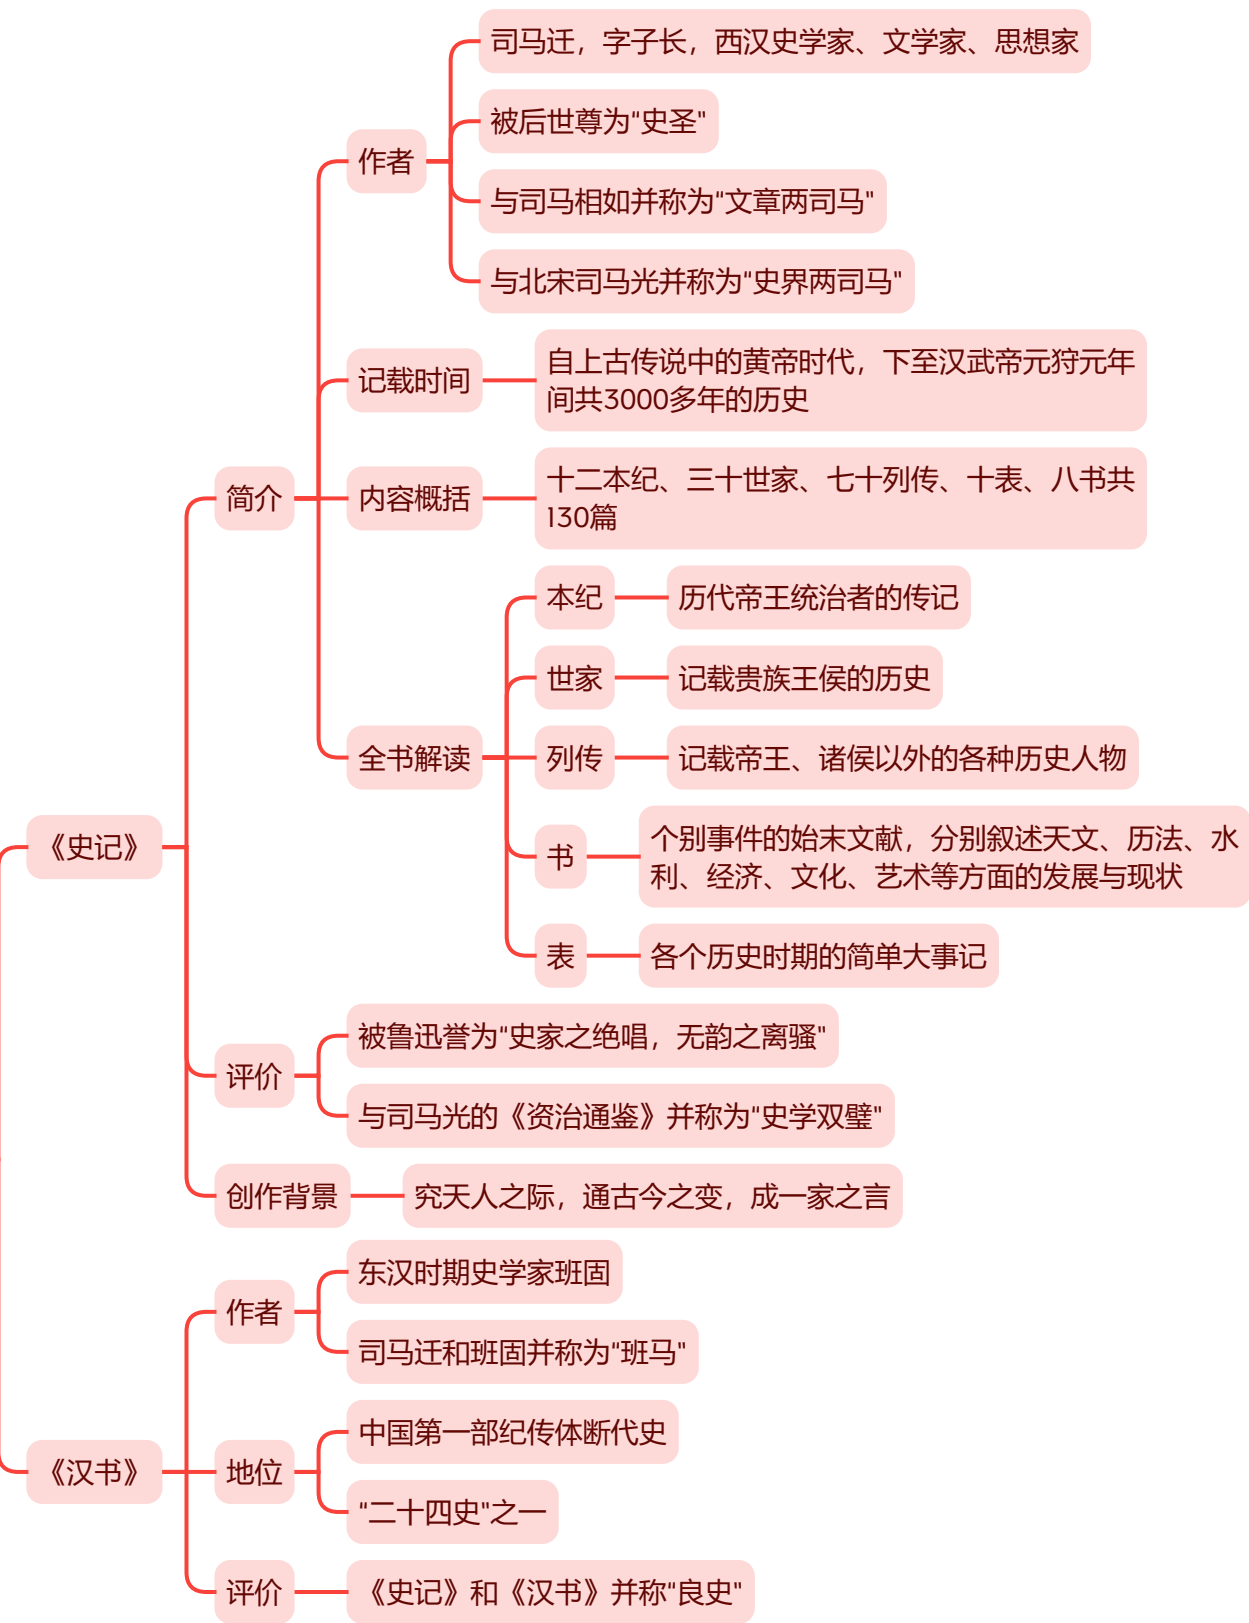 《史记》
简介
作者
司马迁，字子长，西汉史学家、文学家、思想家
被后世尊为"史圣"
与司马相如并称为"文章两司马"
与北宋司马光并称为"史界两司马"
记载时间
自上古传说中的黄帝时代，下至汉武帝元狩元年
间共3000多年的历史
内容概括
十二本纪、三十世家、七十列传、十表、八书共
130篇
全书解读
本纪
历代帝王统治者的传记
世家
记载贵族王侯的历史
列传
记载帝王、诸侯以外的各种历史人物
书
个别事件的始末文献，分别叙述天文、历法、水
利、经济、文化、艺术等方面的发展与现状
表
各个历史时期的简单大事记
评价
被鲁迅誉为"史家之绝唱，无韵之离骚"
与司马光的《资治通鉴》并称为"史学双璧"
创作背景
究天人之际，通古今之变，成一家之言
《汉书》
作者
东汉时期史学家班固
司马迁和班固并称为"班马"
地位
中国第一部纪传体断代史
"二十四史"之一
评价
《史记》和《汉书》并称"良史"